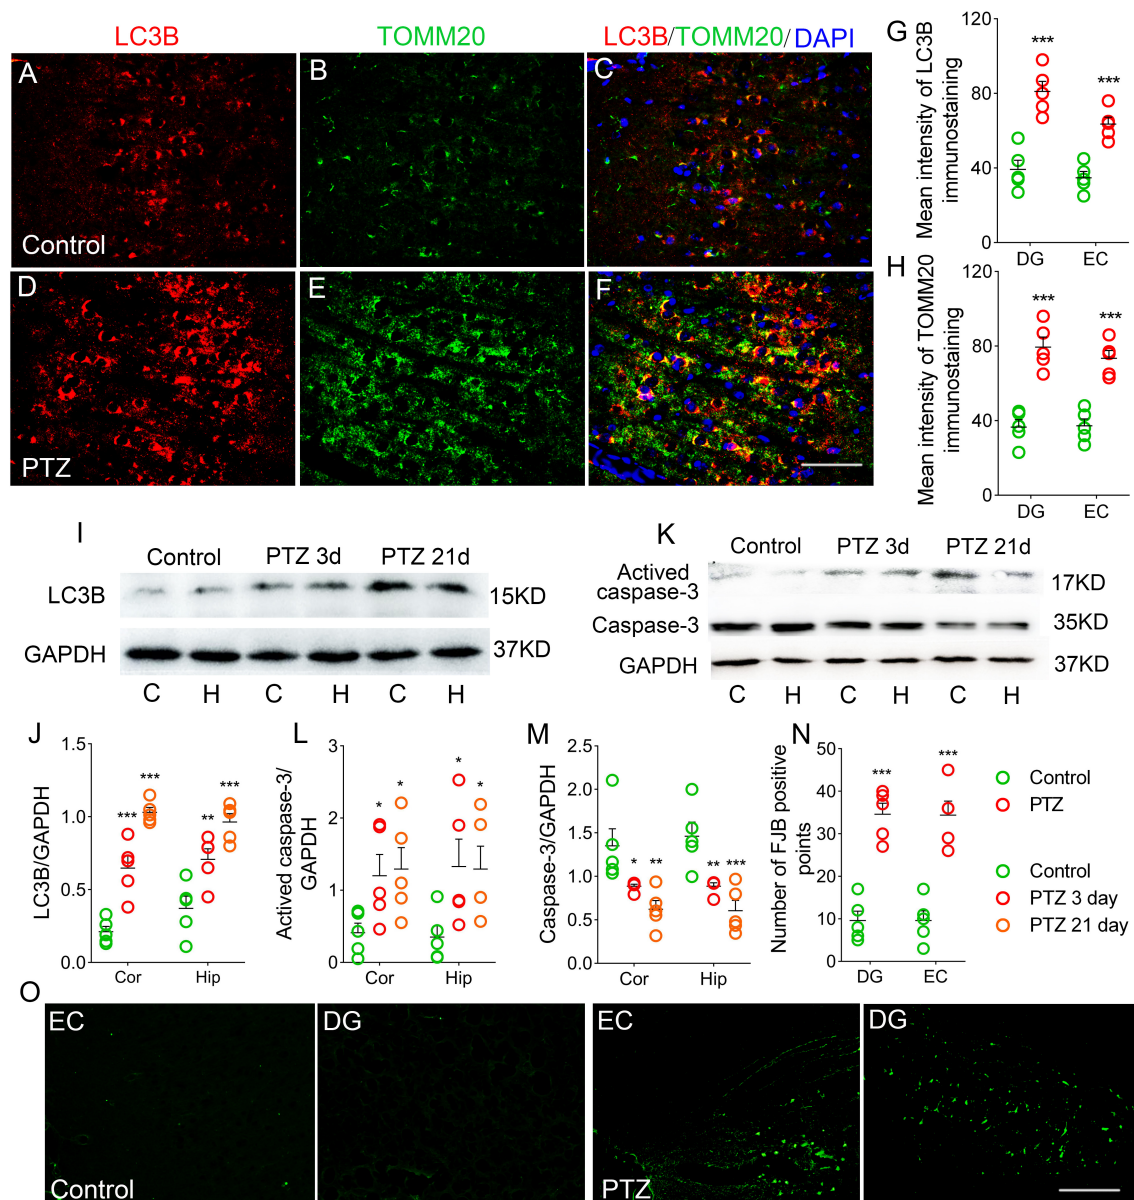 LC3B
TOMM20
LC3B/TOMM20/DAPI
A
Control
B
C
D
PTZ
E
F
G
Mean intensity of LC3B
immunostaining
120
80
40
0
***
***
DG
EC
H
Mean intensity of TOMM20
immunostaining
120
80
40
0
***
***
DG
EC
I
Control
PTZ 3d
PTZ 21d
LC3B
15KD
GAPDH
37KD
C
H
C
H
C
H
K
Control
PTZ 3d
PTZ 21d
Actived
caspase-3
17KD
Caspase-3
35KD
GAPDH
37KD
C
H
C
H
C
H
J
LC3B/GAPDH
1.5
1.0
0.5
0.0
***
***
**
***
Cor
Hip
L
Actived caspase-3/
GAPDH
3
2
1
0
*
*
*
*
Cor
Hip
M
Caspase-3/GAPDH
2.5
2.0
1.5
1.0
0.5
0.0
*
**
**
***
Cor
Hip
N
Number of FJB positive
points
50
40
30
20
10
0
***
***
DG
EC
Control
PTZ
Control
PTZ 3 day
PTZ 21 day
O
EC
Control
DG
EC
PTZ
DG